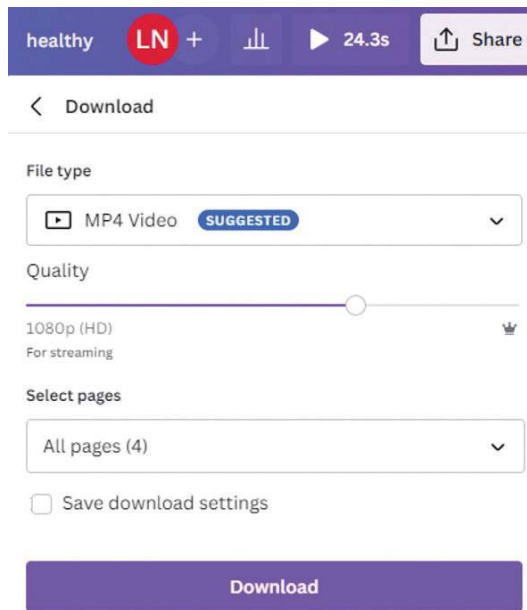 healthy LN + 24.3s Share
Download
File type
MP4 Video SUGGESTED
Quality
1080p (HD)
For streaming
Select pages
All pages (4)
Save download settings
Download